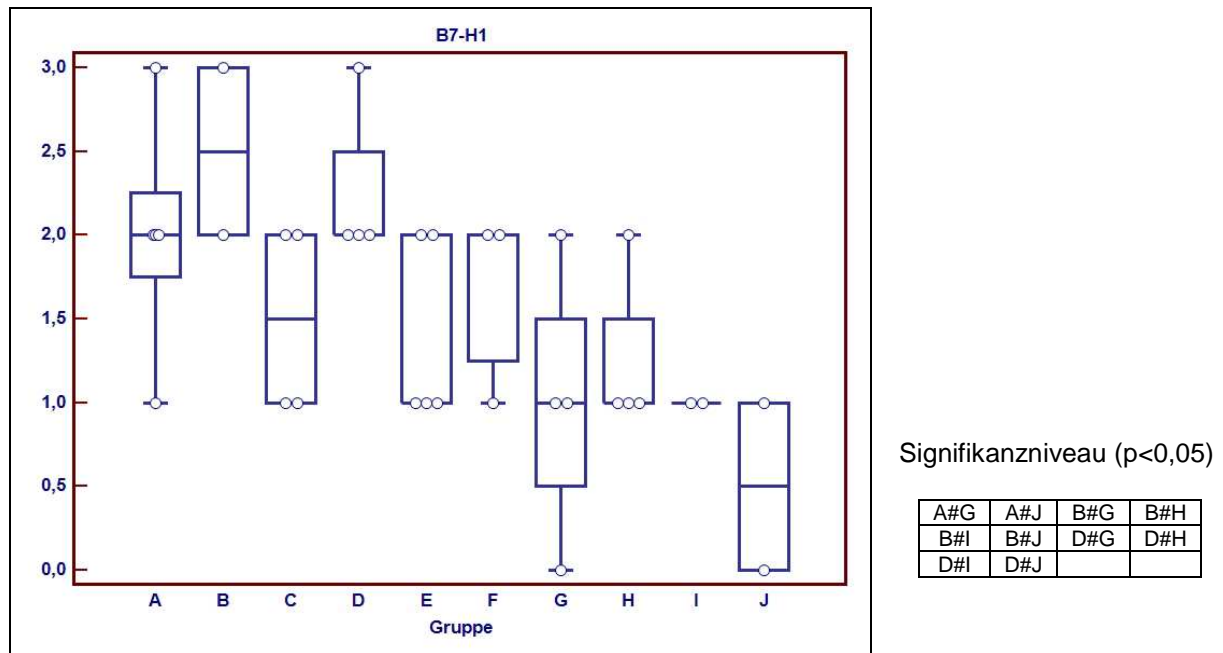 B7-H1
3,0
2,5
2,0
1,5
1,0
0,5
0,0
A B C D E F G H I J
Gruppe
Signifikanzniveau (p<0,05)
A#G A#J B#G B#H
B#I B#J D#G D#H
D#I D#J